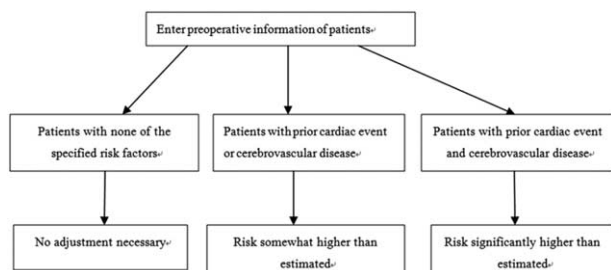 Enter preoperative information of patients
Patients with none of the
specified risk factors
Patients with prior cardiac event
or cerebrovascular disease
Patients with prior cardiac event
and cerebrovascular disease
No adjustment necessary
Risk somewhat higher than
estimated
Risk significantly higher than
estimated